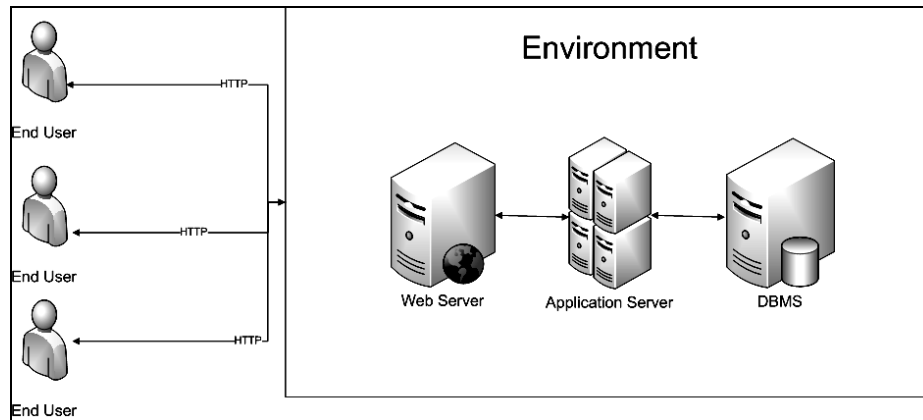 Environment
HTTP
End User
HTTP
End User
Web Server
Application Server
DBMS
HTTP
End User